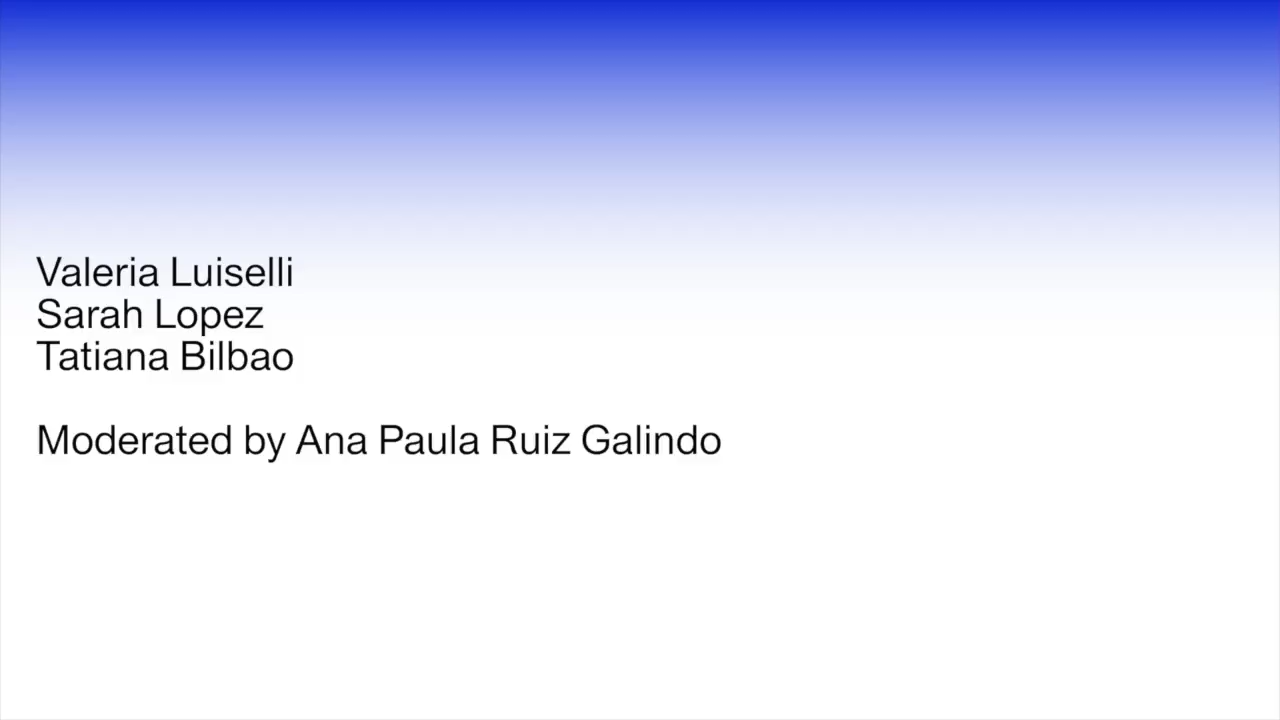 Valeria Luiselli
Sarah Lopez
Tatiana Bilbao
Moderated by Ana Paula Ruiz Galindo